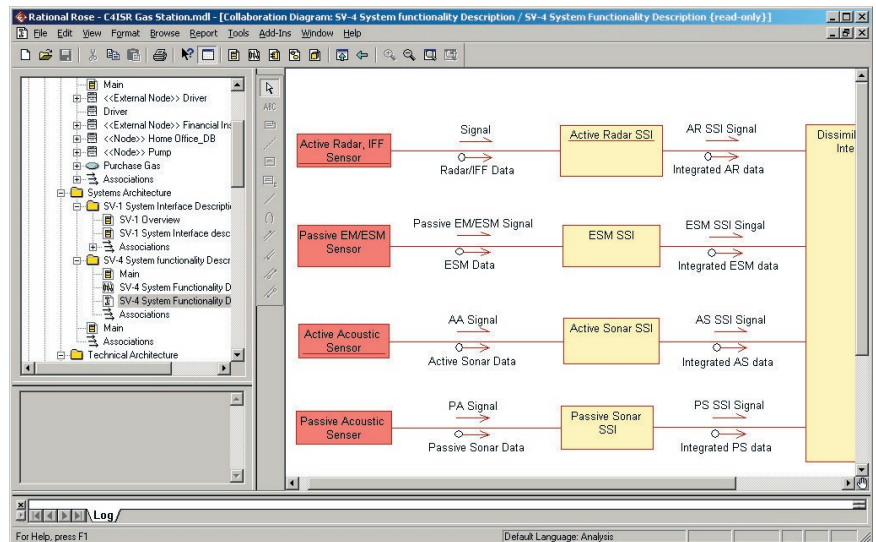 Rational Rose - C4ISR Gas Station.mdl - [Collaboration Diagram: SV-4 System functionality Description / SV-4 System Functionality Description {read-only}]
File Edit View Format Browse Report Tools Add-Ins Window Help
Main
<<External Node>> Driver
Driver
<<External Node>> Financial Ins
<<Node>> Home Office_DB
<<Node>> Pump
Purchase Gas
Associations
Systems Architecture
SV-1 System Interface Descripti
SV-1 Overview
SV-1 System Interface desc
Associations
SV-4 System functionality Descr
Main
SV-4 System Functionality D
SV-4 System Functionality D
Associations
Main
Associations
Technical Architecture
ABC
Active Radar, IFF
Sensor
Signal
Radar/IFF Data
Active Radar SSI
AR SSI Signal
Integrated AR data
Dissimil
Inte
Passive EM/ESM
Sensor
Passive EM/ESM Signal
ESM Data
ESM SSI
ESM SSI Singal
Integrated ESM data
Active Acoustic
Sensor
AA Signal
Active Sonar Data
Active Sonar SSI
AS SSI Signal
Integrated AS data
Passive Acoustic
Senser
PA Signal
Passive Sonar Data
Passive Sonar
SSI
PS SSI Signal
Integrated PS data
Log
For Help, press F1
Default Language: Analysis